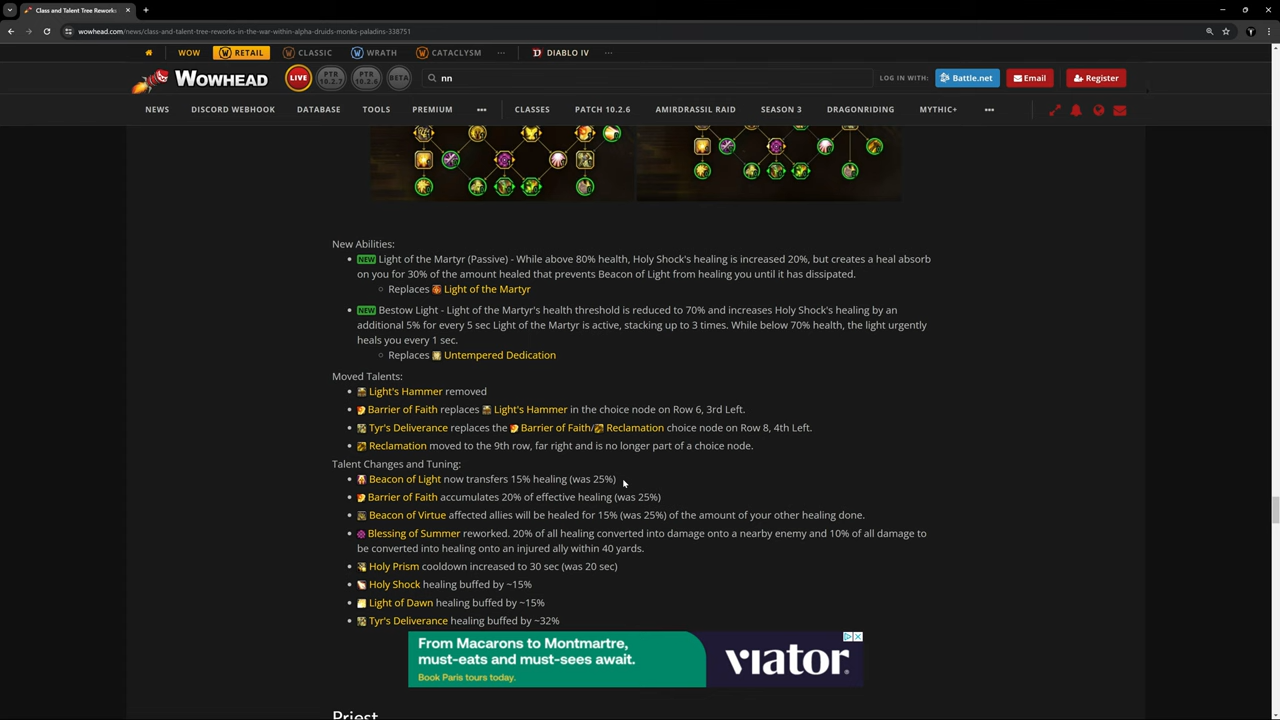 Class and Talent Tree Reworks
wowhead.com/news/class-and-talent-tree-reworks-in-the-war-within-alpha-druids-monks-paladins-338751
WOW RETAIL CLASSIC WRATH CATACLYSM ... DIABLO IV ...
WOWHEAD LIVE PTR 10.2.7 PTR 10.2.6 BETA nn LOG IN WITH: Battle.net Email Register
NEWS DISCORD WEBHOOK DATABASE TOOLS PREMIUM ... CLASSES PATCH 10.2.6 AMIRDRASSIL RAID SEASON 3 DRAGONRIDING MYTHIC+ ...
New Abilities:
NEW Light of the Martyr (Passive) - While above 80% health, Holy Shock's healing is increased 20%, but creates a heal absorb
on you for 30% of the amount healed that prevents Beacon of Light from healing you until it has dissipated.
Replaces Light of the Martyr
NEW Bestow Light - Light of the Martyr's health threshold is reduced to 70% and increases Holy Shock's healing by an
additional 5% for every 5 sec Light of the Martyr is active, stacking up to 3 times. While below 70% health, the light urgently
heals you every 1 sec.
Replaces Untempered Dedication
Moved Talents:
Light's Hammer removed
Barrier of Faith replaces Light's Hammer in the choice node on Row 6, 3rd Left.
Tyr's Deliverance replaces the Barrier of Faith/ Reclamation choice node on Row 8, 4th Left.
Reclamation moved to the 9th row, far right and is no longer part of a choice node.
Talent Changes and Tuning:
Beacon of Light now transfers 15% healing (was 25%)
Barrier of Faith accumulates 20% of effective healing (was 25%)
Beacon of Virtue affected allies will be healed for 15% (was 25%) of the amount of your other healing done.
Blessing of Summer reworked. 20% of all healing converted into damage onto a nearby enemy and 10% of all damage to
be converted into healing onto an injured ally within 40 yards.
Holy Prism cooldown increased to 30 sec (was 20 sec)
Holy Shock healing buffed by ~15%
Light of Dawn healing buffed by ~15%
Tyr's Deliverance healing buffed by ~32%
From Macarons to Montmartre,
must-eats and must-sees await.
Book Paris tours today.
viator
Priest